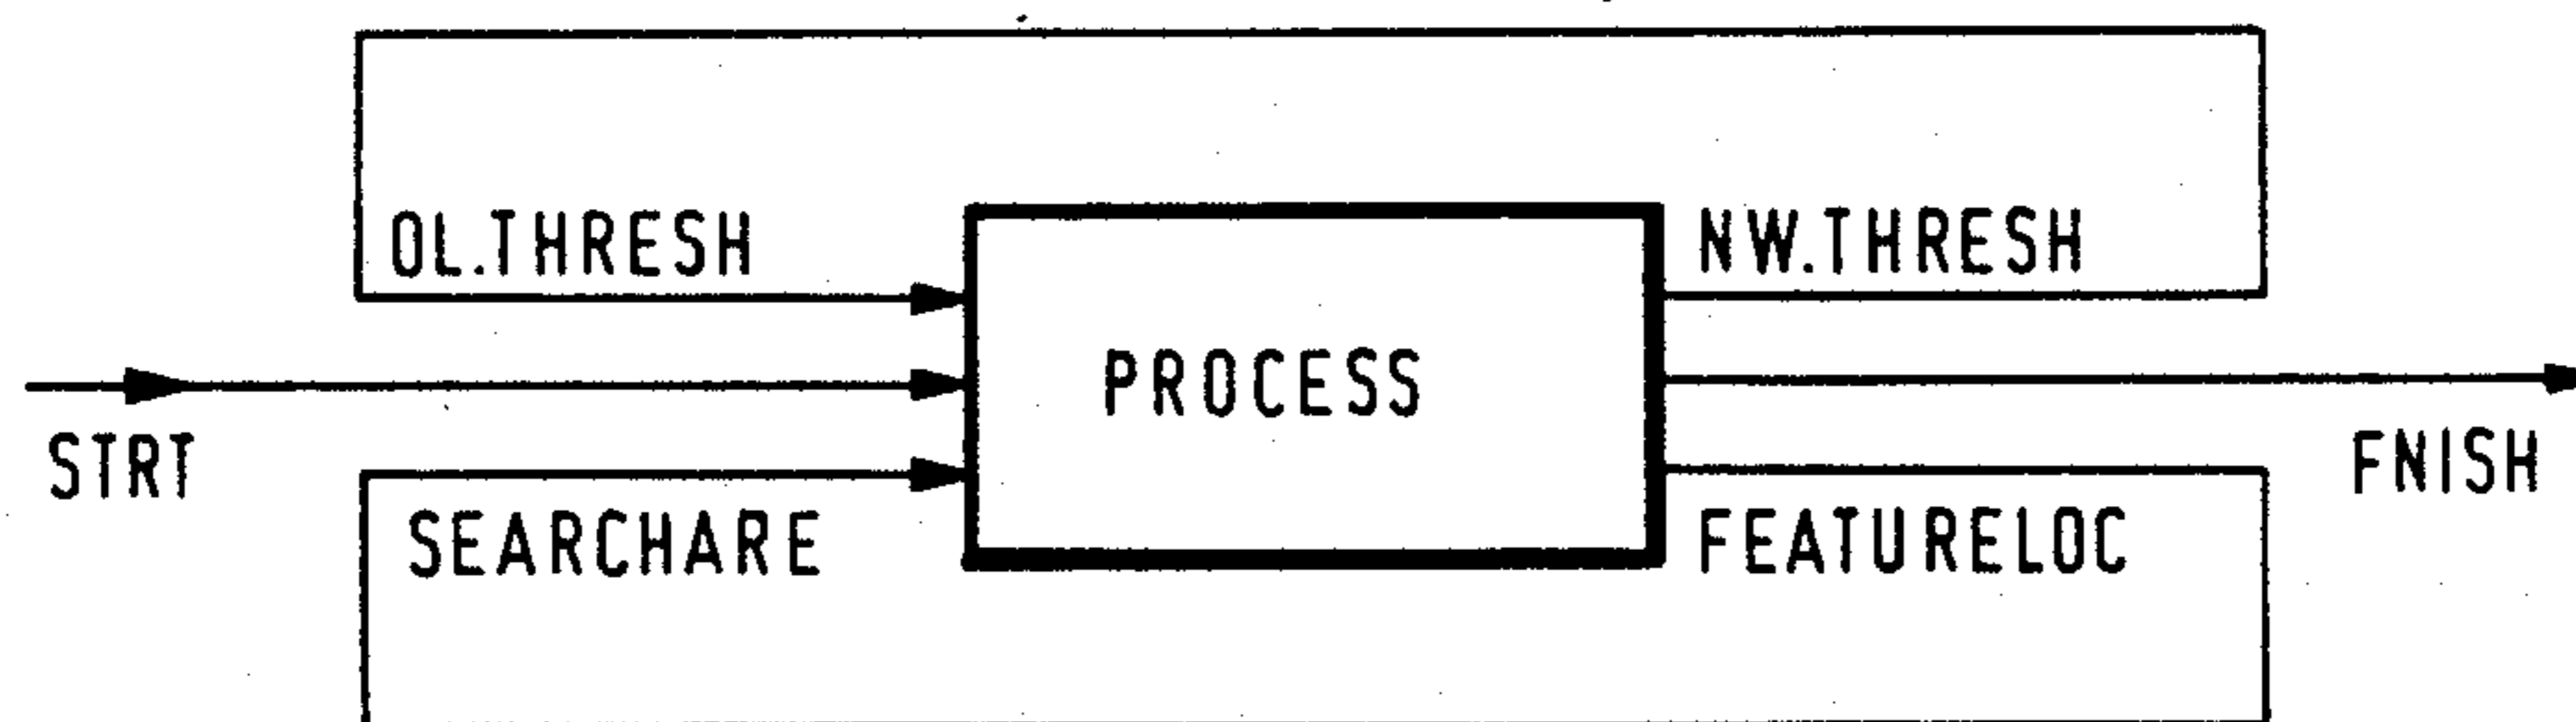 OL.THRESH
NW.THRESH
PROCESS
STRT
FNISH
SEARCHARE
FEATURELOC